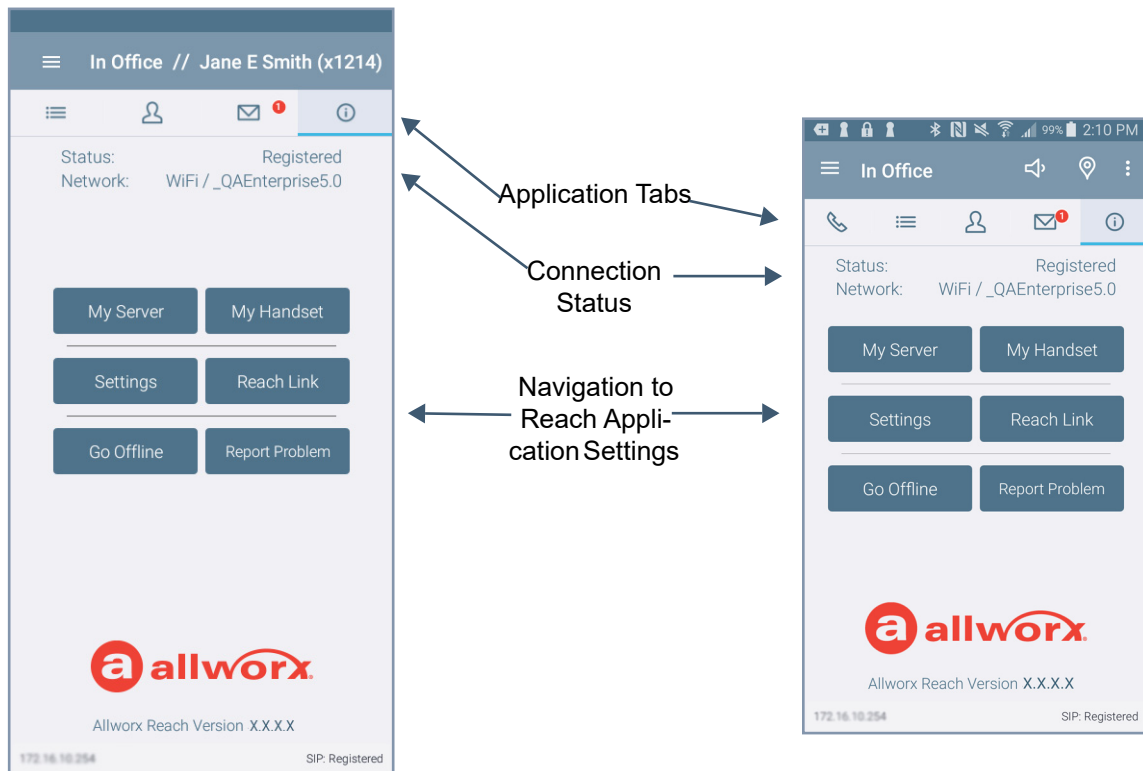 In Office // Jane E Smith (x1214)
1
Status: Registered
Network: WiFi / _QAEnterprise5.0
My Server My Handset
Settings Reach Link
Go Offline Report Problem
a allworx
Allworx Reach Version X.X.X.X
172.16.10.254 SIP: Registered
Application Tabs
Connection
Status
Navigation to
Reach Appli-
cation Settings
99% 2:10 PM
In Office
1
Status: Registered
Network: WiFi / _QAEnterprise5.0
My Server My Handset
Settings Reach Link
Go Offline Report Problem
a allworx
Allworx Reach Version X.X.X.X
172.16.10.254 SIP: Registered